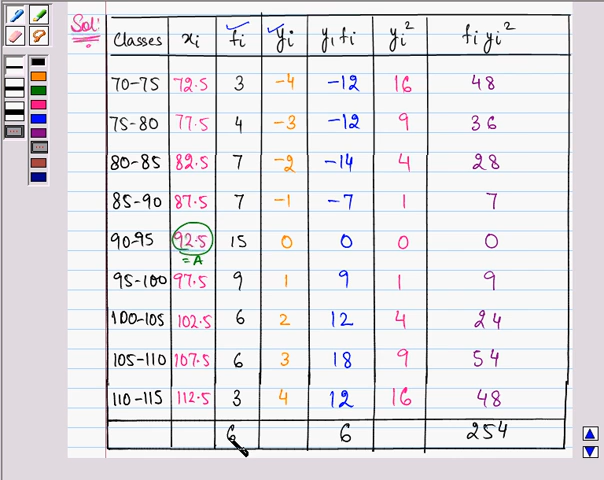 Sol:
Classes xi fi yi yifi yi² fiyi²
70-75 72.5 3 -4 -12 16 48
75-80 77.5 4 -3 -12 9 36
80-85 82.5 7 -2 -14 4 28
85-90 87.5 7 -1 -7 1 7
90-95 92.5 15 0 0 0 0
=A
95-100 97.5 9 1 9 1 9
100-105 102.5 6 2 12 4 24
105-110 107.5 6 3 18 9 54
110-115 112.5 3 4 12 16 48
6 6 254